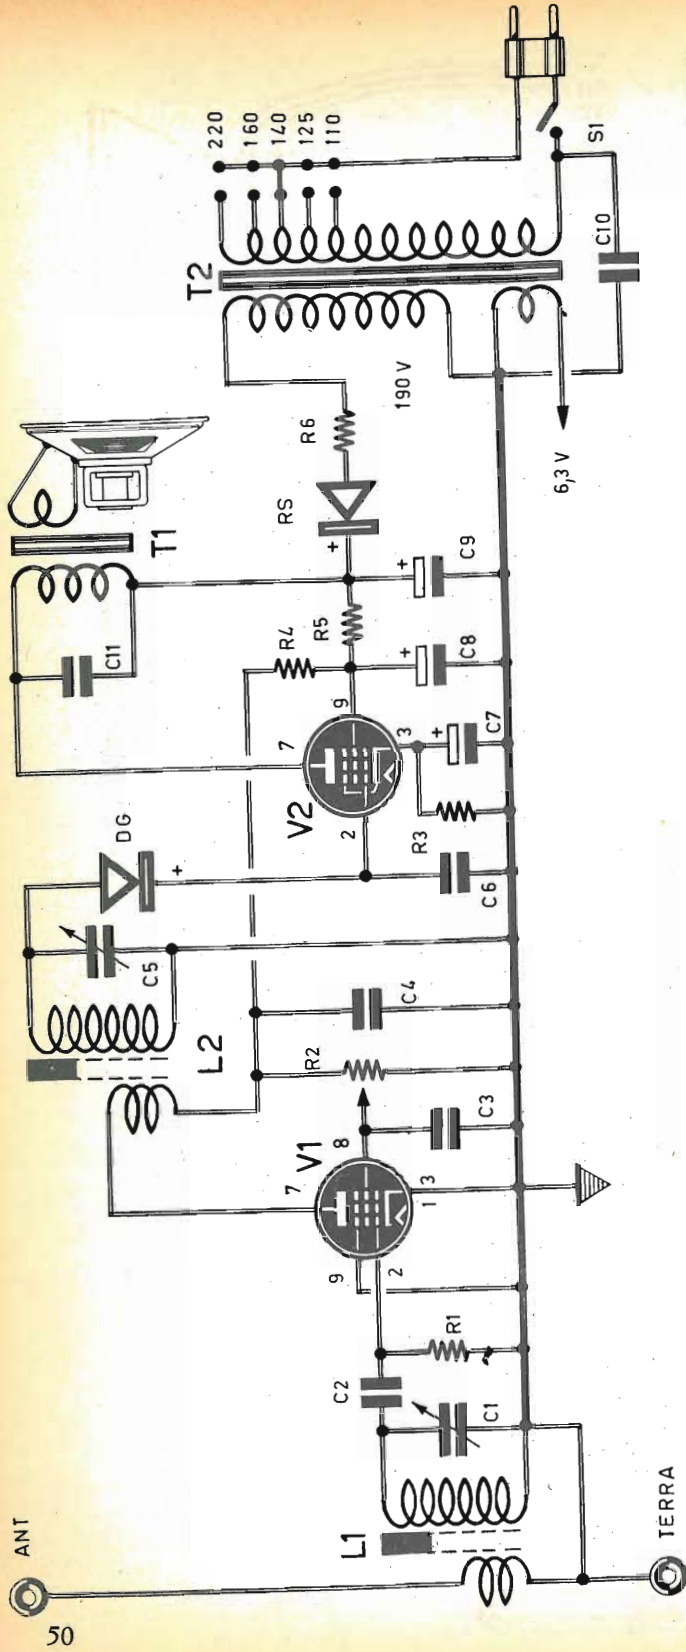 50
ANT
TERRA
L1
C1
C2
R1
9
2
7
V1
8
1
3
C3
R2
C4
L2
C5
DG
+
C6
2
V2
7
9
3
R3
+
C7
R4
R5
+
C8
+
C9
C11
T1
+
RS
R6
190 V
T2
220
160
140
125
110
6,3 V
S1
C10